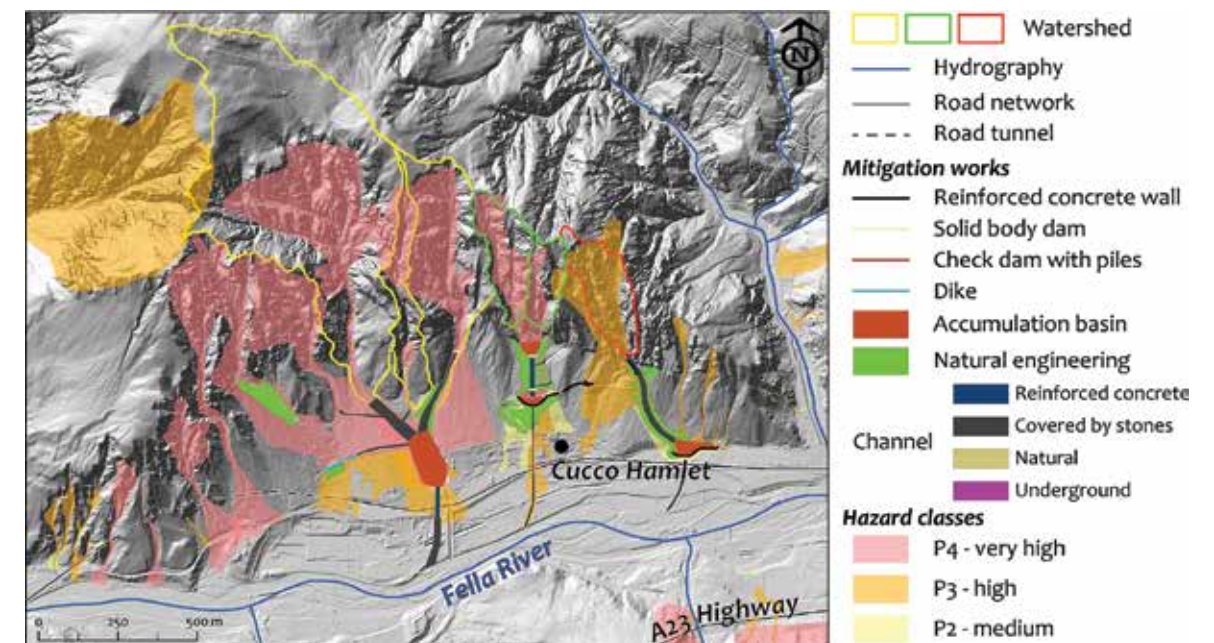 N
Cucco Hamlet
Fella River
A23 Highway
0 250 500 m
Watershed
Hydrography
Road network
Road tunnel
Mitigation works
Reinforced concrete wall
Solid body dam
Check dam with piles
Dike
Accumulation basin
Natural engineering
Channel
Reinforced concrete
Covered by stones
Natural
Underground
Hazard classes
P4 - very high
P3 - high
P2 - medium